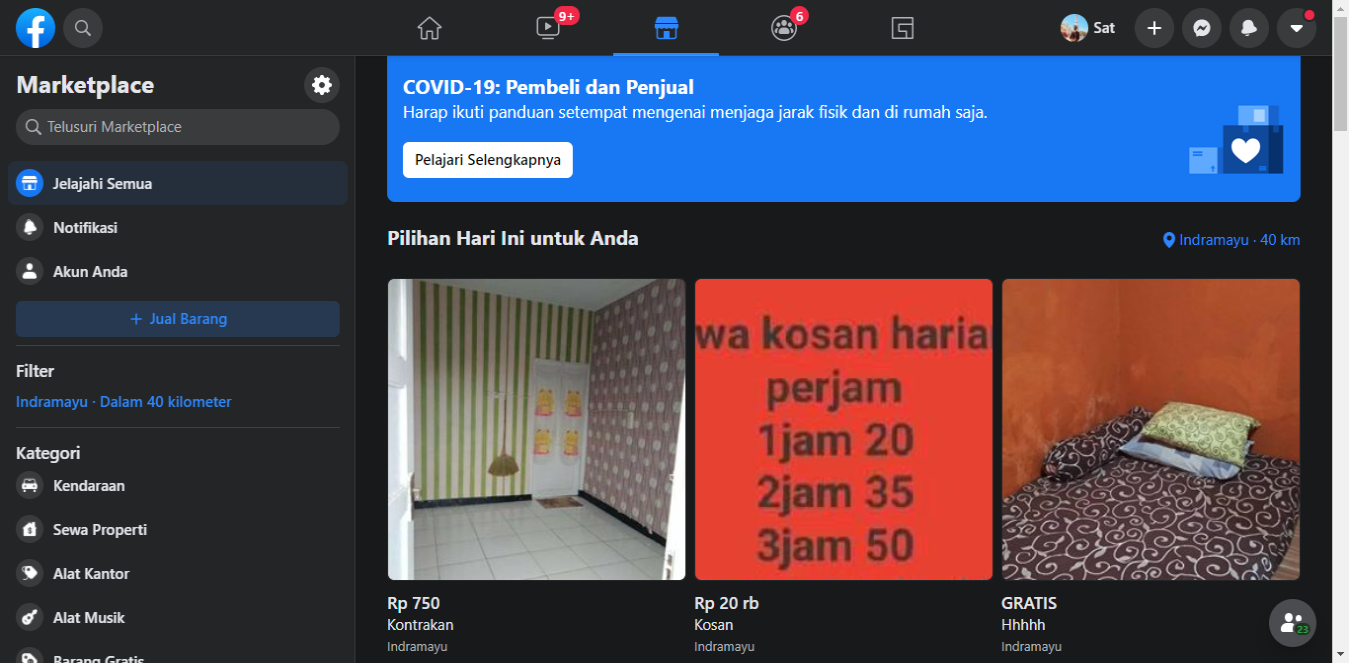 9+
6
Sat
Marketplace
Telusuri Marketplace
Jelajahi Semua
Notifikasi
Akun Anda
+ Jual Barang
Filter
Indramayu · Dalam 40 kilometer
Kategori
Kendaraan
Sewa Properti
Alat Kantor
Alat Musik
Barang Gratis
COVID-19: Pembeli dan Penjual
Harap ikuti panduan setempat mengenai menjaga jarak fisik dan di rumah saja.
Pelajari Selengkapnya
Pilihan Hari Ini untuk Anda
Indramayu · 40 km
wa kosan haria
perjam
1jam 20
2jam 35
3jam 50
Rp 750
Kontrakan
Indramayu
Rp 20 rb
Kosan
Indramayu
GRATIS
Hhhhh
Indramayu
23